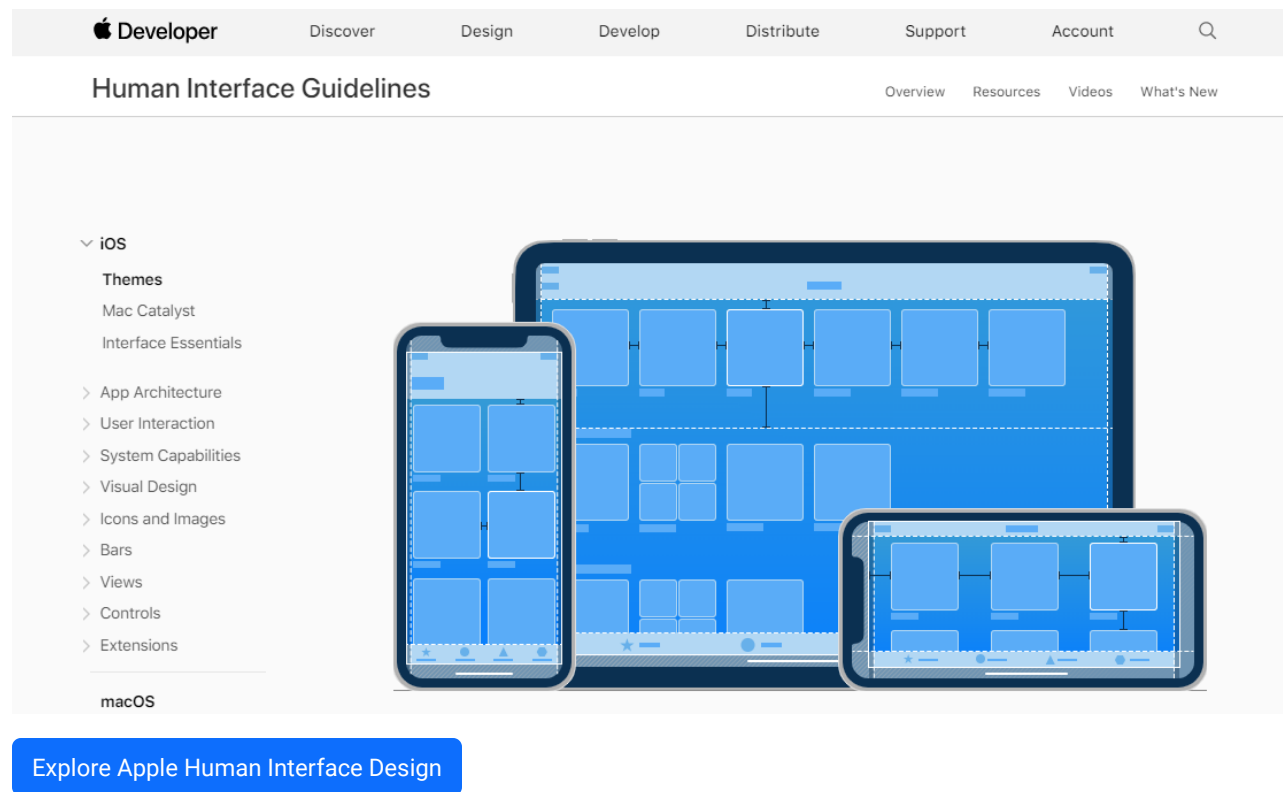 Developer Discover Design Develop Distribute Support Account
Human Interface Guidelines
Overview Resources Videos What's New
iOS
Themes
Mac Catalyst
Interface Essentials
App Architecture
User Interaction
System Capabilities
Visual Design
Icons and Images
Bars
Views
Controls
Extensions
macOS
Explore Apple Human Interface Design